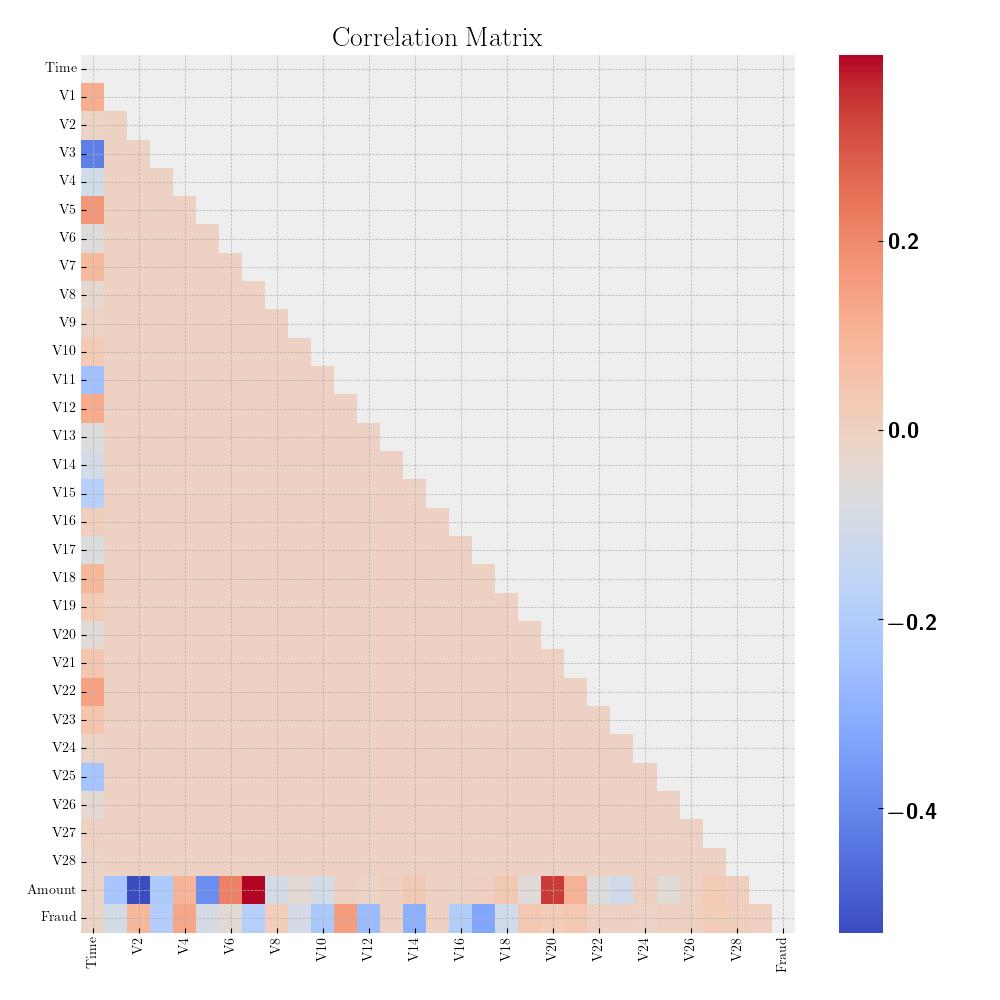 Correlation Matrix
Time
V1
V2
V3
V4
V5
V6
V7
V8
V9
V10
V11
V12
V13
V14
V15
V16
V17
V18
V19
V20
V21
V22
V23
V24
V25
V26
V27
V28
Amount
Fraud
Time V2 V4 V6 V8 V10 V12 V14 V16 V18 V20 V22 V24 V26 V28 Fraud
0.2
0.0
−0.2
−0.4